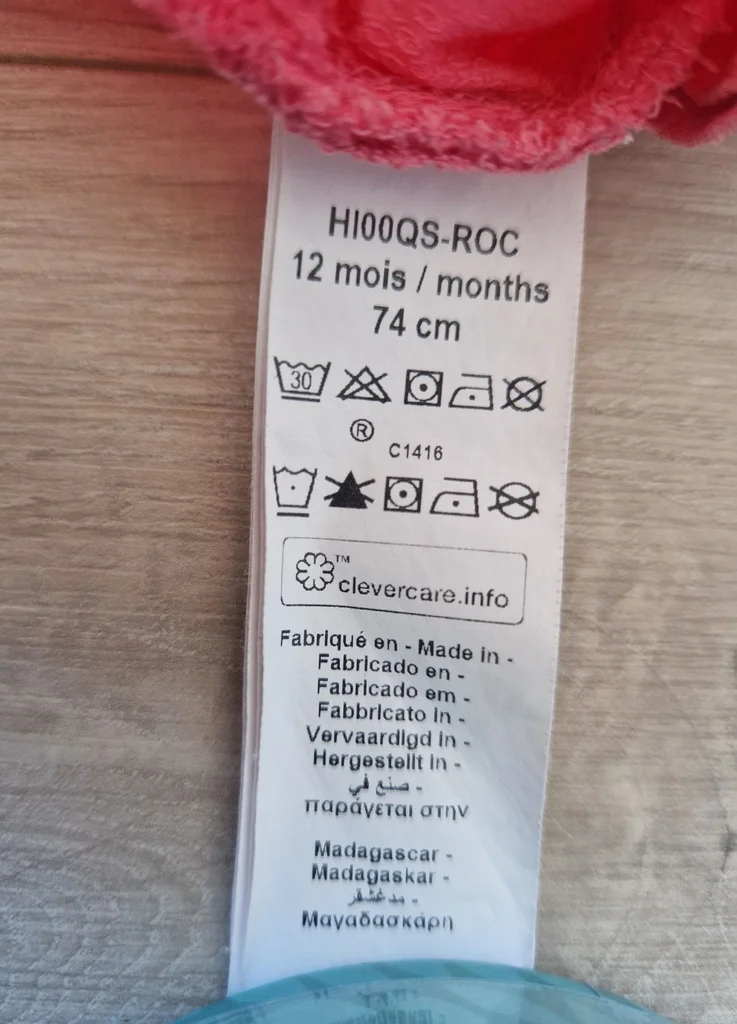 HI00QS-ROC
12 mois / months
74 cm
30
®
C1416
™
clevercare.info
Fabriqué en - Made in -
Fabricado en -
Fabricado em -
Fabbricato in -
Vervaardigd in -
Hergestellt in -
صنع في -
παράγεται στην
Madagascar -
Madagaskar -
مدغشقر -
Μαγαδασκάρη